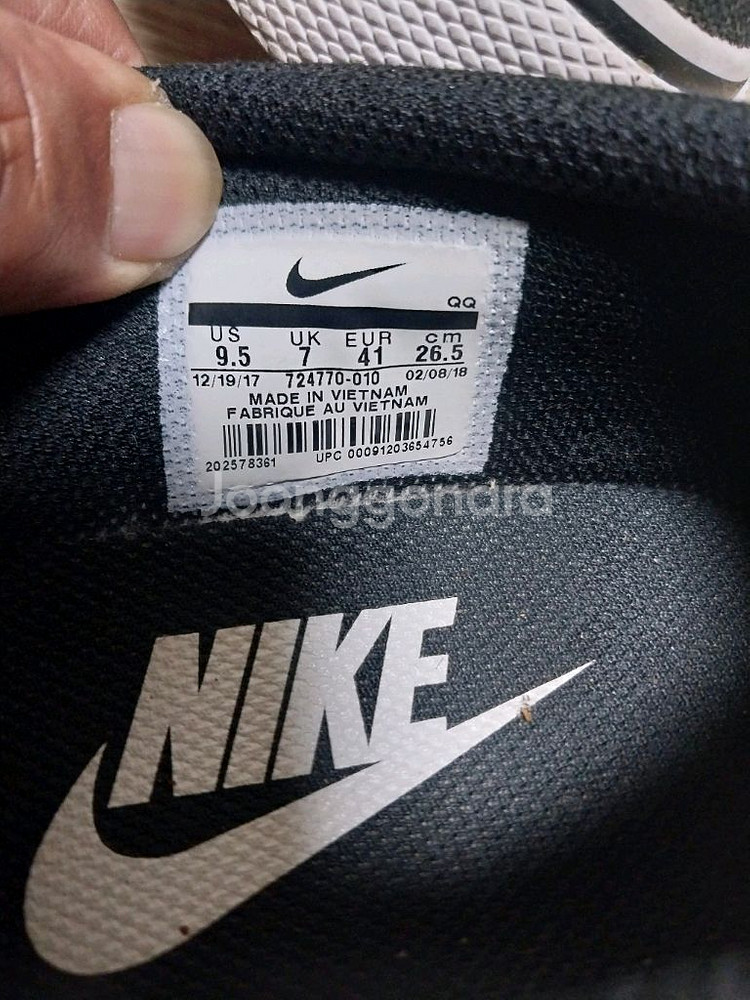 QQ
US UK EUR cm
9.5 7 41 26.5
12/19/17 724770-010 02/08/18
MADE IN VIETNAM
FABRIQUE AU VIETNAM
202578361 UPC 00091203654756
Joonggonara
NIKE